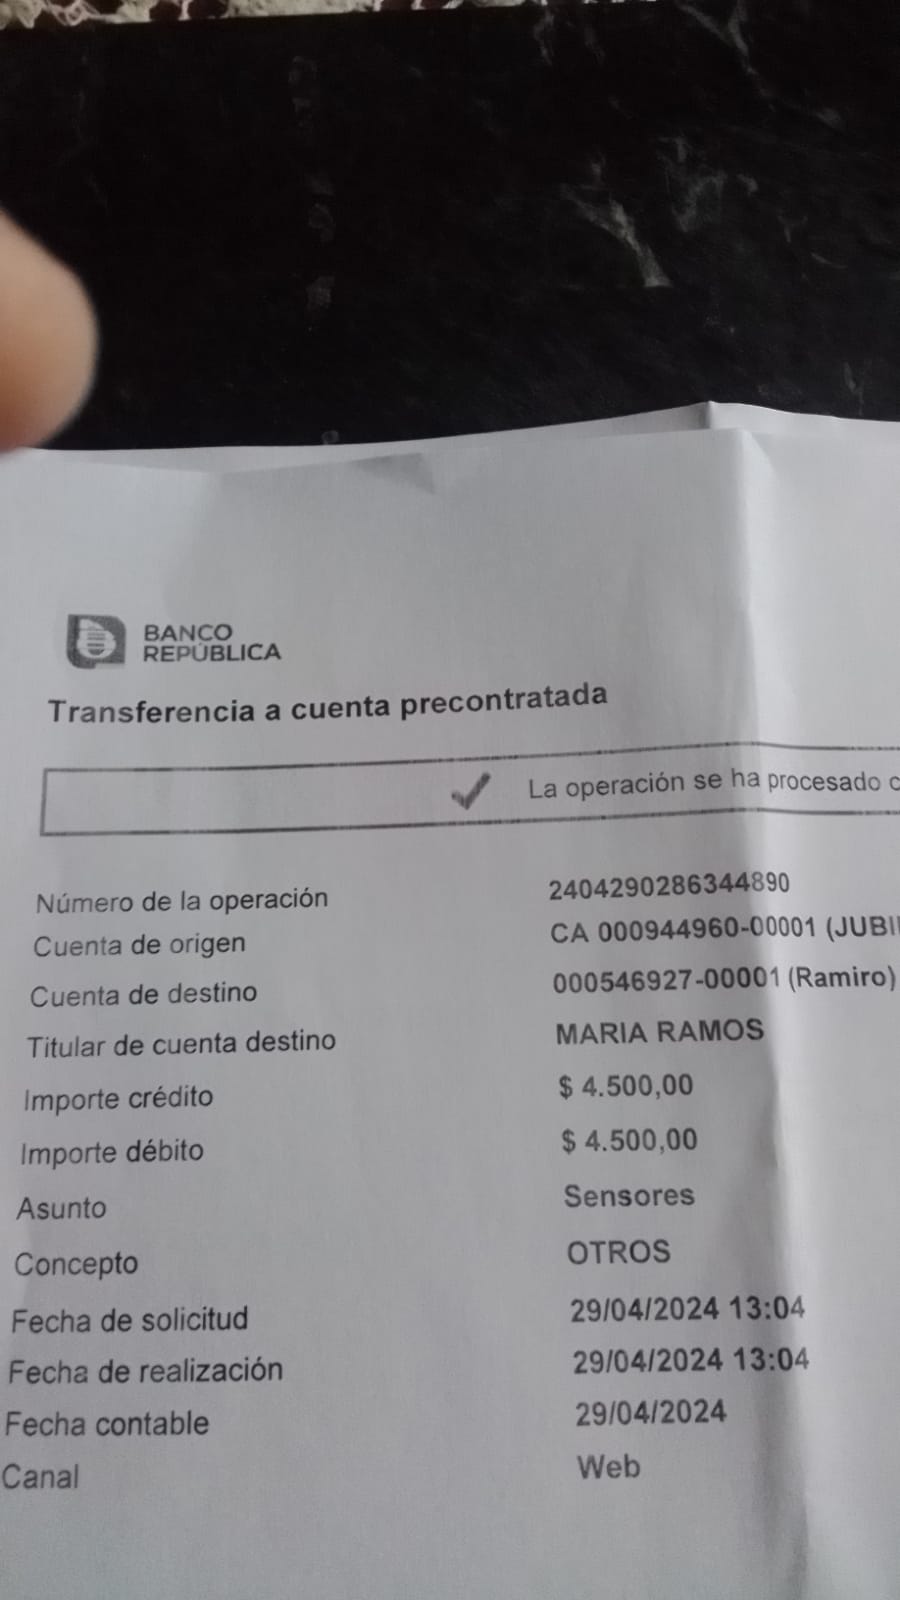 BANCO
REPÚBLICA
Transferencia a cuenta precontratada
La operación se ha procesado
Número de la operación 2404290286344890
Cuenta de origen CA 000944960-00001
Cuenta de destino 000546927-00001 (Ramiro)
Titular de cuenta destino MARIA RAMOS
Importe crédito $ 4.500,00
Importe débito $ 4.500,00
Asunto Sensores
Concepto OTROS
Fecha de solicitud 29/04/2024 13:04
Fecha de realización 29/04/2024 13:04
Fecha contable 29/04/2024
Canal Web